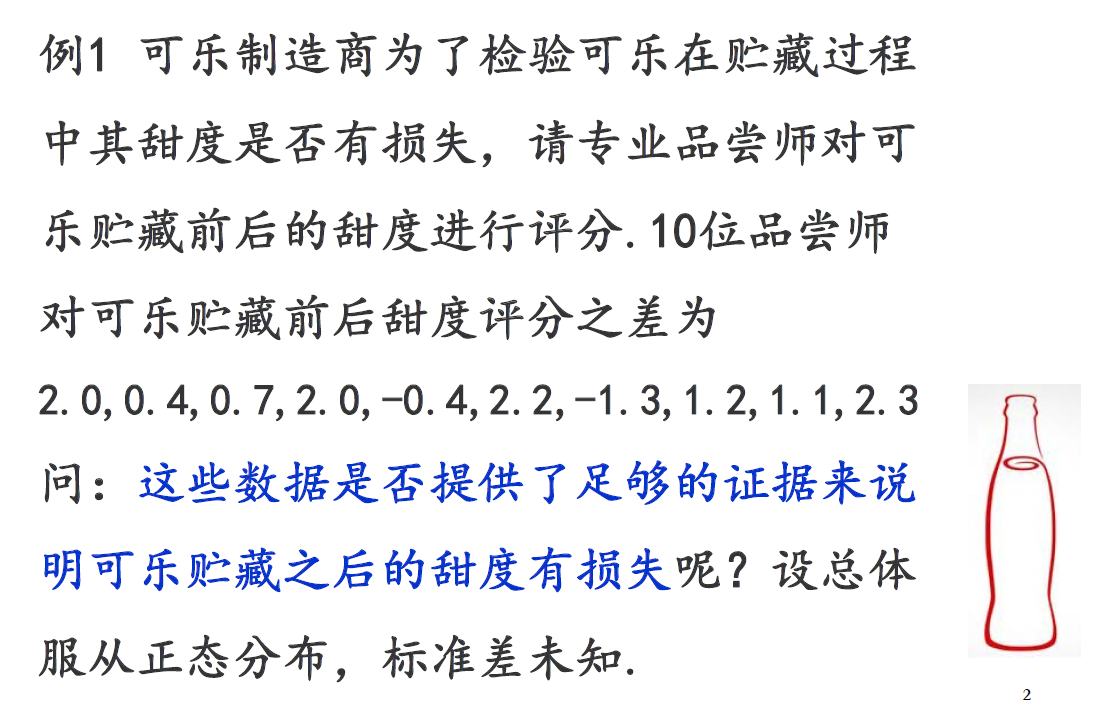 例1 可乐制造商为了检验可乐在贮藏过程
中其甜度是否有损失，请专业品尝师对可
乐贮藏前后的甜度进行评分.10位品尝师
对可乐贮藏前后甜度评分之差为
2.0,0.4,0.7,2.0,-0.4,2.2,-1.3,1.2,1.1,2.3
问：这些数据是否提供了足够的证据来说
明可乐贮藏之后的甜度有损失呢？设总体
服从正态分布，标准差未知.
2